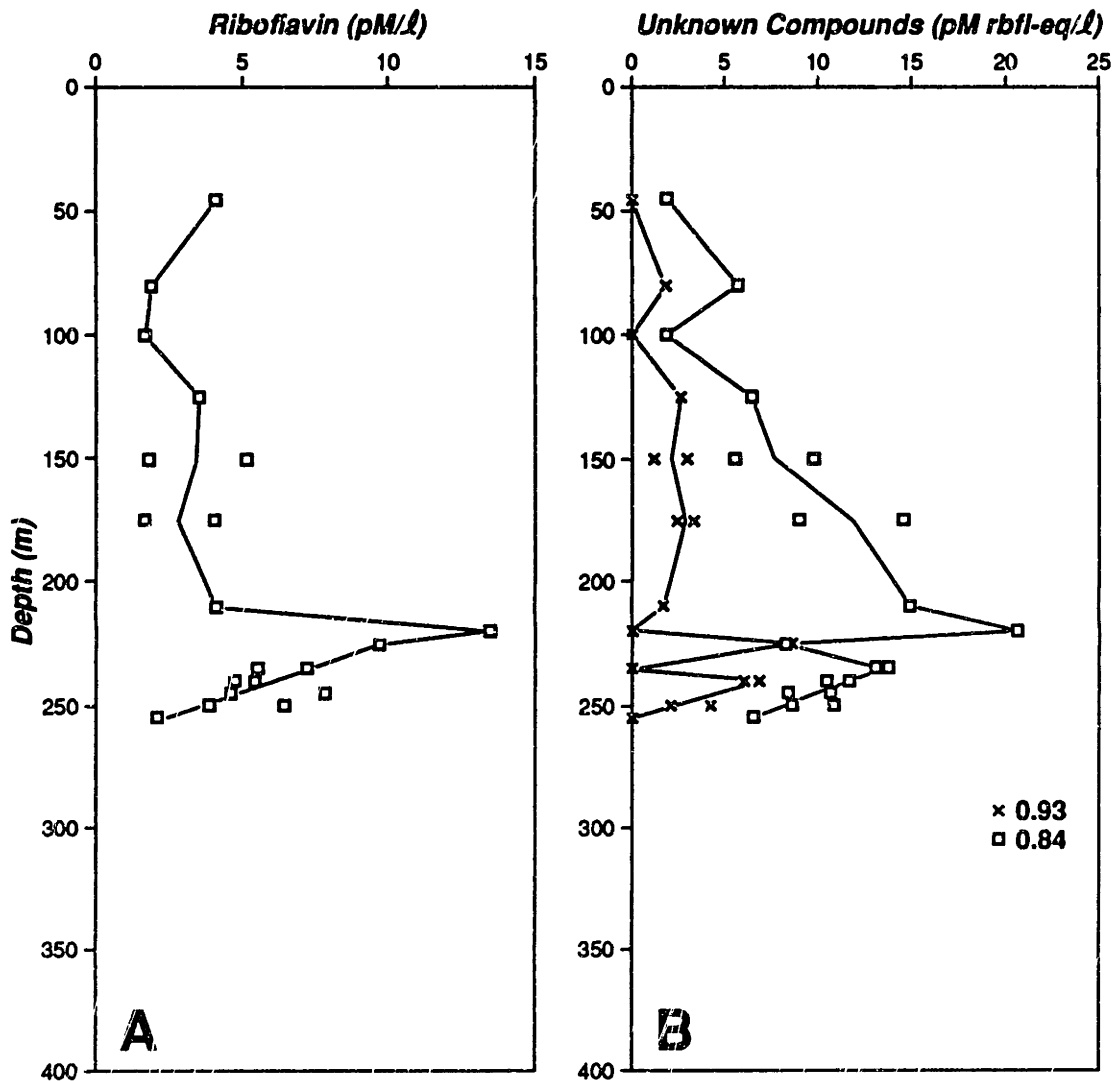 Riboflavin (pM/ℓ)
0 5 10 15
Depth (m)
0
50
100
150
200
250
300
350
400
A
Unknown Compounds (pM rbfl-eq/ℓ)
0 5 10 15 20 25
0
50
100
150
200
250
300
350
400
× 0.93
□ 0.84
B